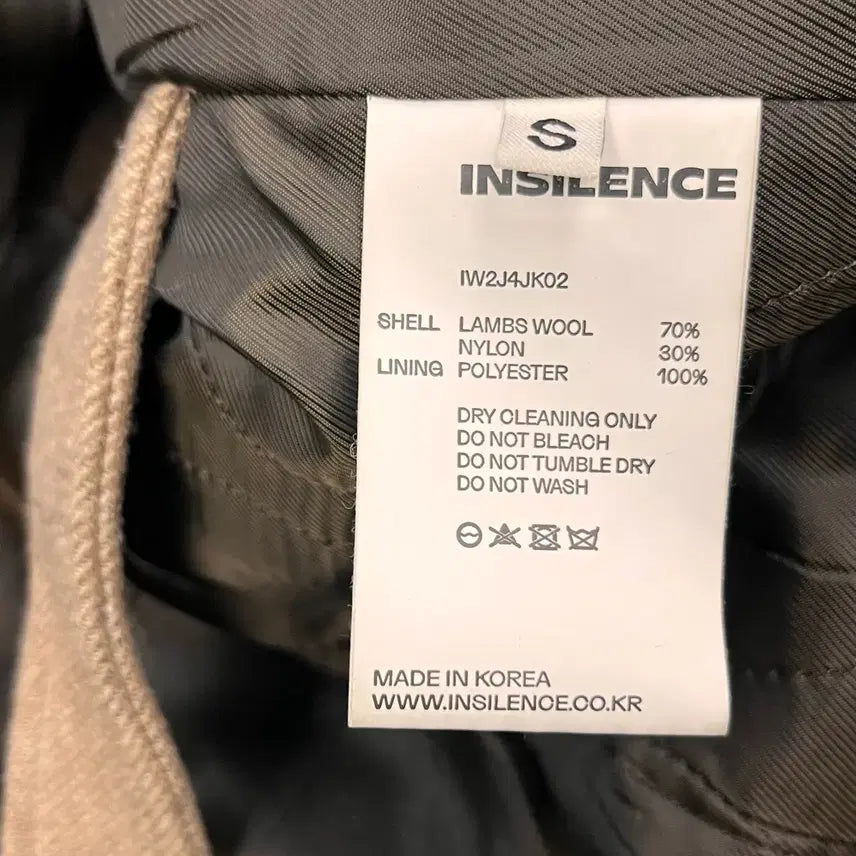 S
INSILENCE
IW2J4JK02
SHELL LAMBS WOOL 70%
NYLON 30%
LINING POLYESTER 100%
DRY CLEANING ONLY
DO NOT BLEACH
DO NOT TUMBLE DRY
DO NOT WASH
MADE IN KOREA
WWW.INSILENCE.CO.KR